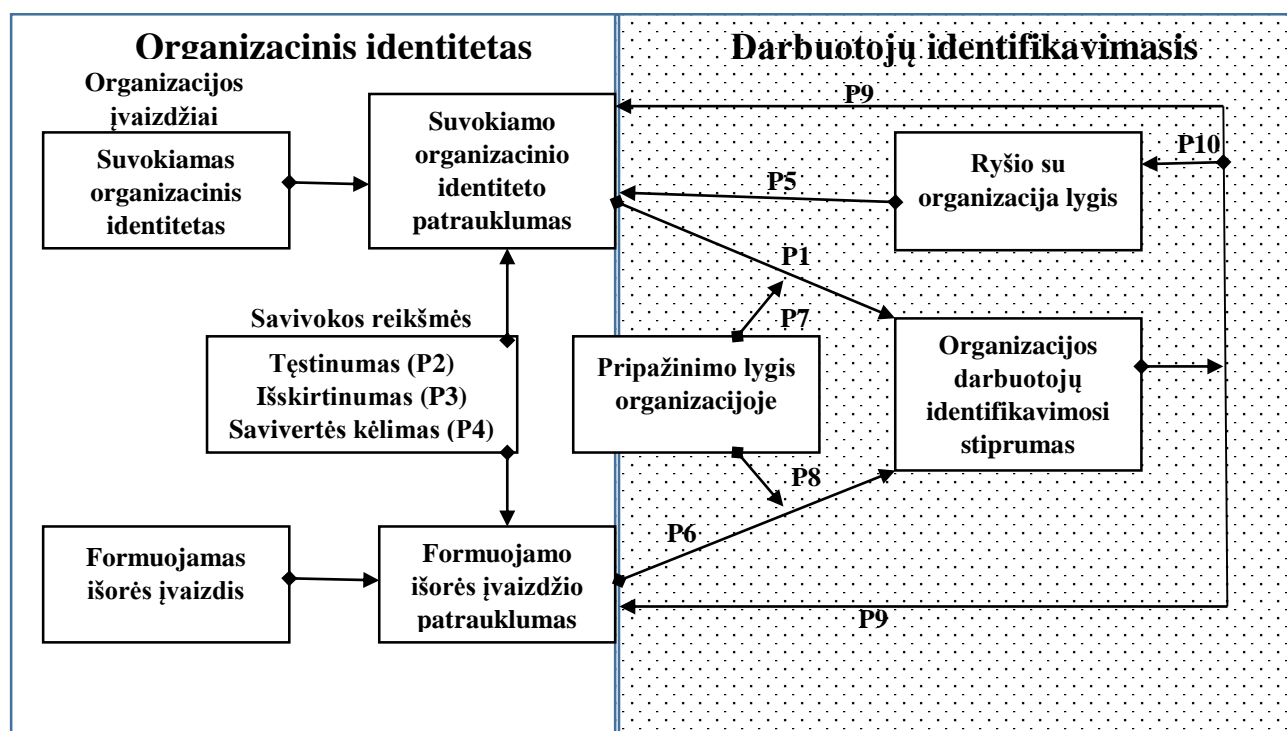 Organizacinis identitetas
Darbuotojų identifikavimasis
Organizacijos
įvaizdžiai
Suvokiamas
organizacinis
identitetas
Suvokiamo
organizacinio
identiteto
patrauklumas
P9
P10
Ryšio su
organizacija lygis
P5
P1
P7
Savivokos reikšmės
Tęstinumas (P2)
Išskirtinumas (P3)
Savivertės kėlimas (P4)
Pripažinimo lygis
organizacijoje
Organizacijos
darbuotojų
identifikavimosi
stiprumas
P8
P6
Formuojamas
išorės įvaizdis
Formuojamo
išorės įvaizdžio
patrauklumas
P9